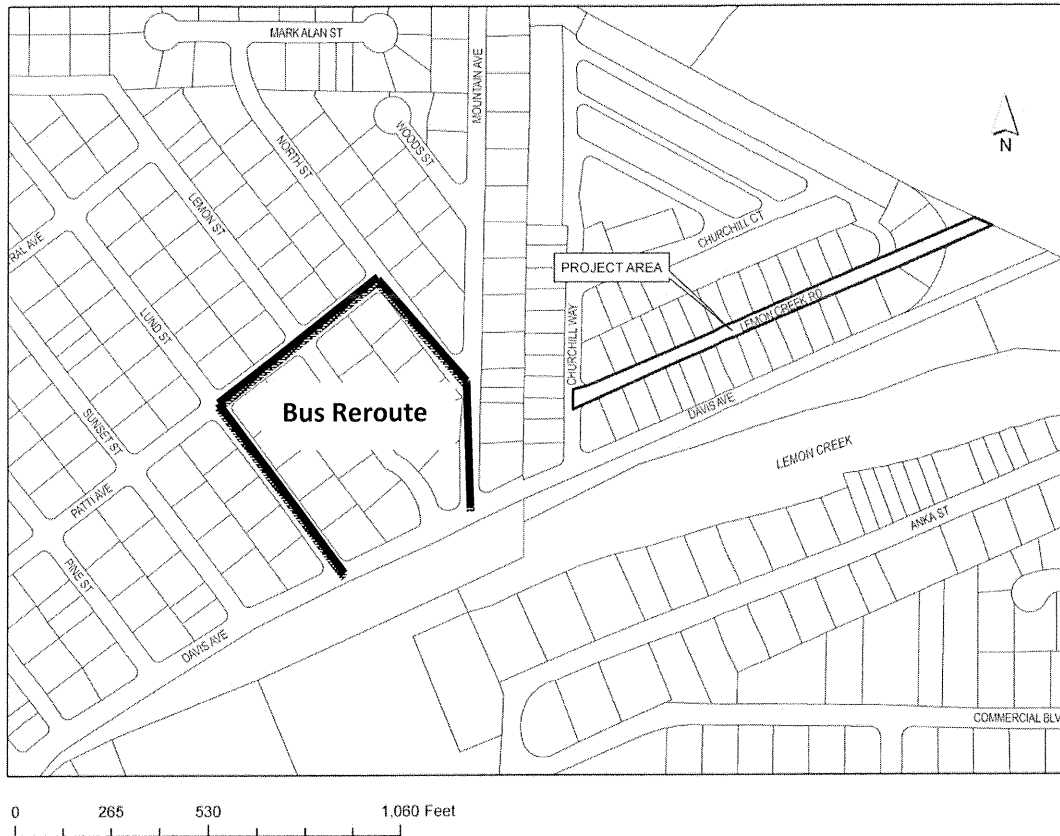 MARK ALAN ST
MOUNTAIN AVE
WOODS ST
NORTH ST
LEMON ST
N
RAL AVE
CHURCHILL CT
PROJECT AREA
LEMON CREEK RD
LUND ST
CHURCHILL WAY
Bus Reroute
DAVIS AVE
SUNSET ST
LEMON CREEK
PATTI AVE
ANKA ST
PINE ST
DAVIS AVE
COMMERCIAL BLV
0 265 530 1,060 Feet